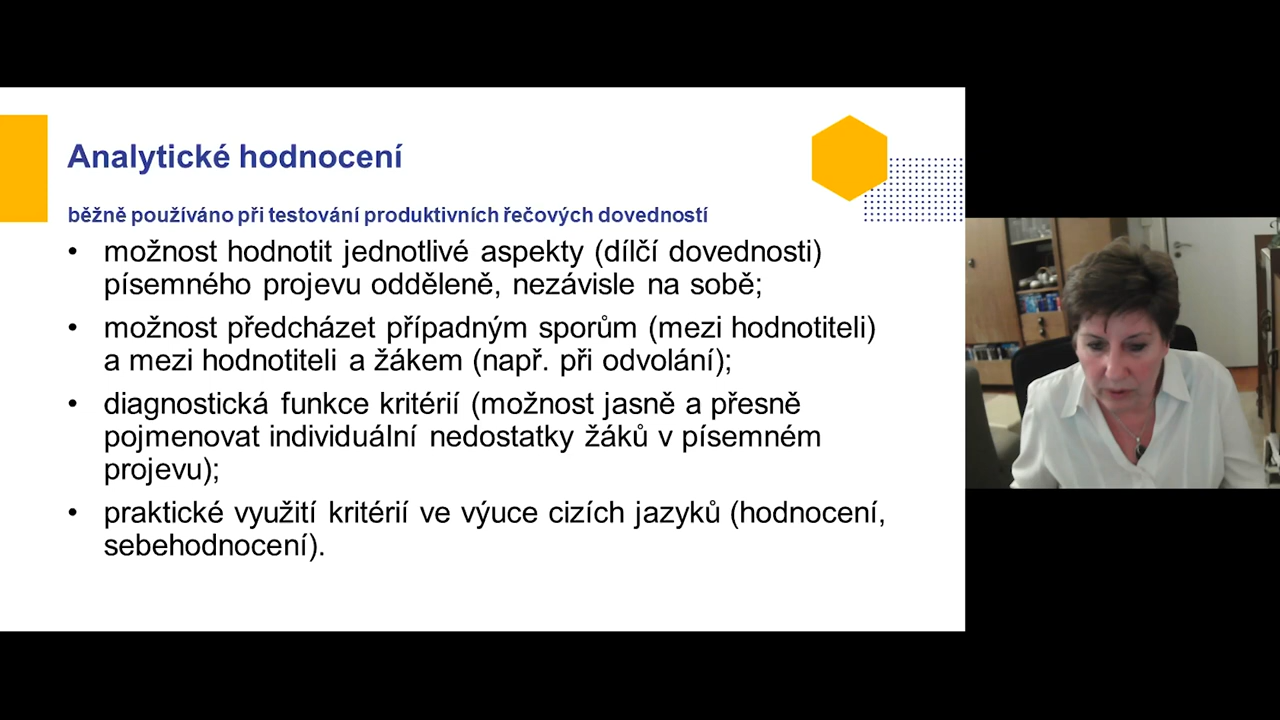 Analytické hodnocení
běžně používáno při testování produktivních řečových dovedností
• možnost hodnotit jednotlivé aspekty (dílčí dovednosti)
písemného projevu odděleně, nezávisle na sobě;
• možnost předcházet případným sporům (mezi hodnotiteli)
a mezi hodnotiteli a žákem (např. při odvolání);
• diagnostická funkce kritérií (možnost jasně a přesně
pojmenovat individuální nedostatky žáků v písemném
projevu);
• praktické využití kritérií ve výuce cizích jazyků (hodnocení,
sebehodnocení).